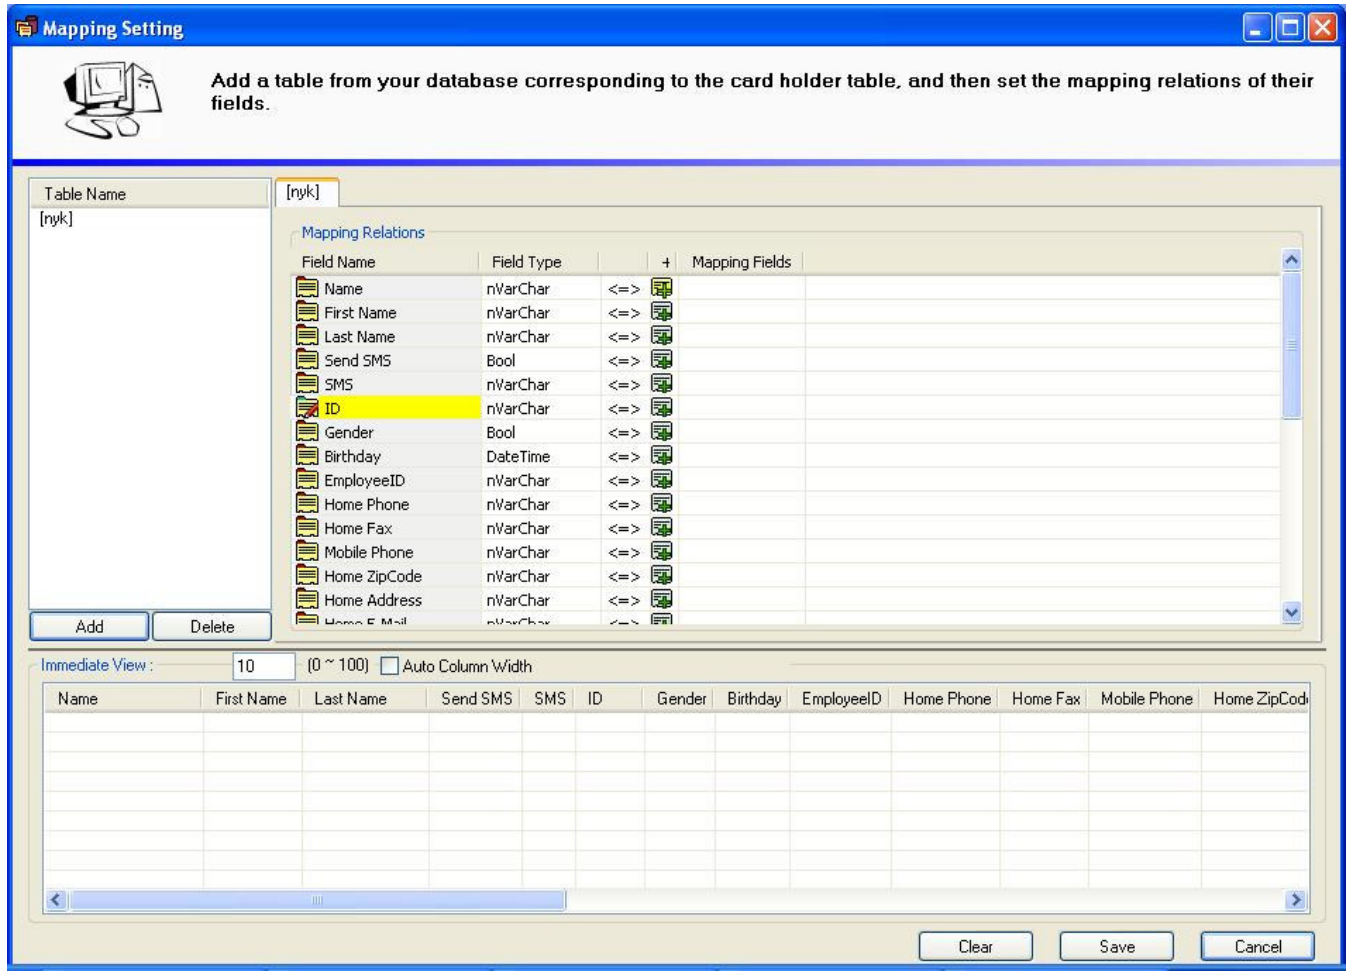 Mapping Setting
Add a table from your database corresponding to the card holder table, and then set the mapping relations of their
fields.
Table Name
[nyk]
[nyk]
Mapping Relations
Field Name Field Type + Mapping Fields
Name nVarChar <=>
First Name nVarChar <=>
Last Name nVarChar <=>
Send SMS Bool <=>
SMS nVarChar <=>
ID nVarChar <=>
Gender Bool <=>
Birthday DateTime <=>
EmployeeID nVarChar <=>
Home Phone nVarChar <=>
Home Fax nVarChar <=>
Mobile Phone nVarChar <=>
Home ZipCode nVarChar <=>
Home Address nVarChar <=>
Home E-Mail nVarChar <=>
Add Delete
Immediate View : 10 (0 ~ 100) Auto Column Width
Name First Name Last Name Send SMS SMS ID Gender Birthday EmployeeID Home Phone Home Fax Mobile Phone Home ZipCod
Clear Save Cancel